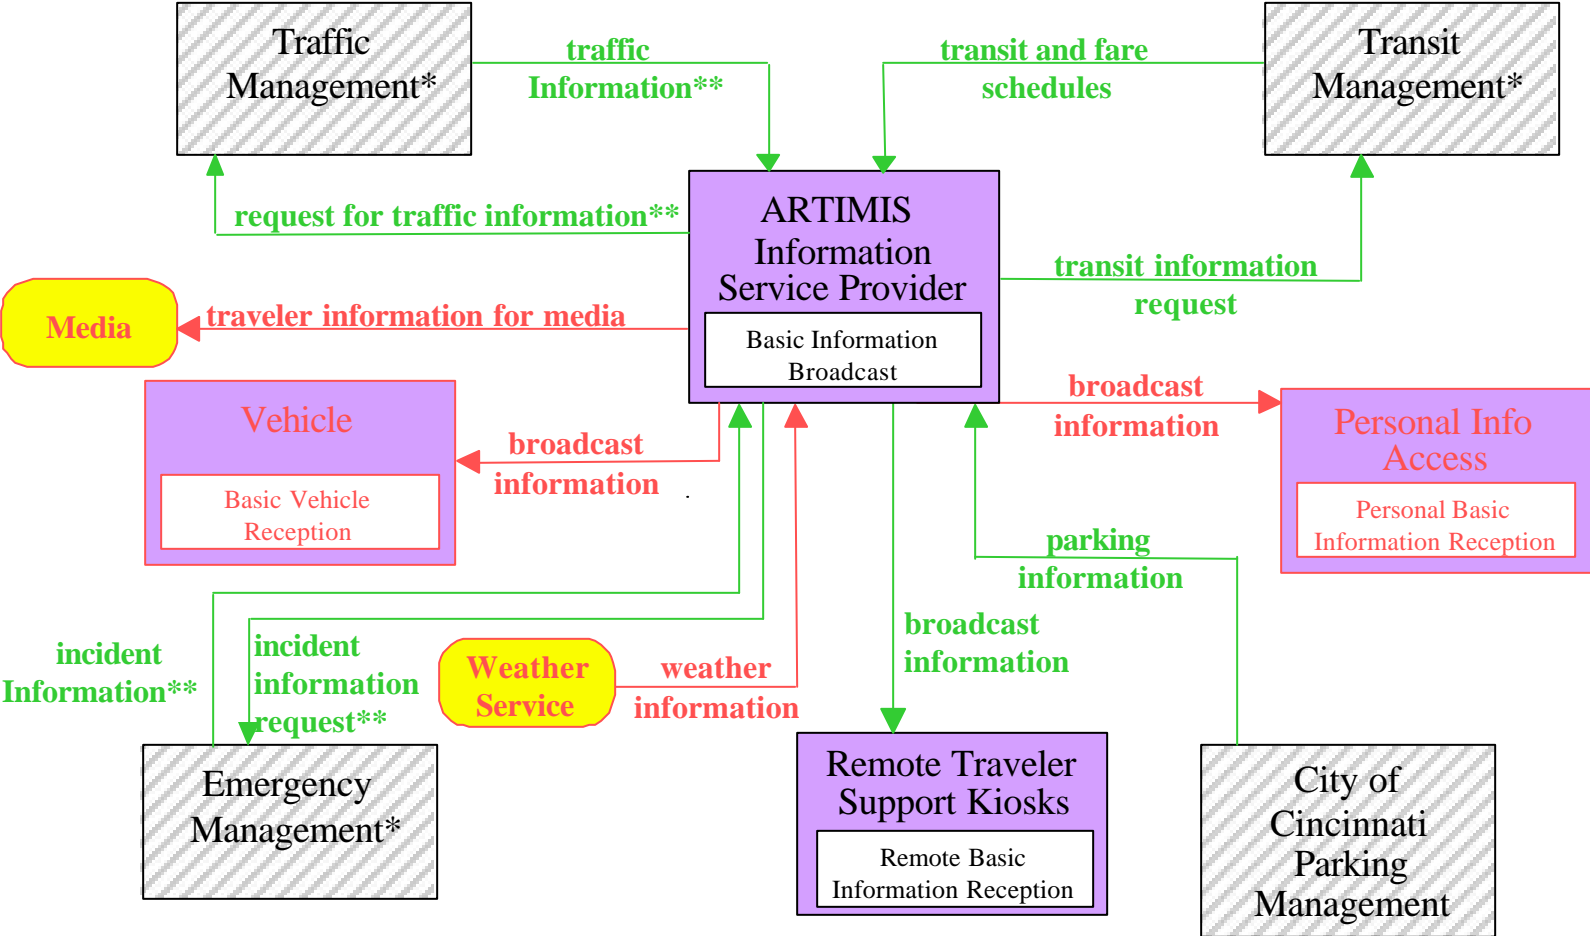 Traffic
Management*
traffic
Information**
transit and fare
schedules
Transit
Management*
request for traffic information**
ARTIMIS
Information
Service Provider
Basic Information
Broadcast
transit information
request
Media
traveler information for media
Vehicle
Basic Vehicle
Reception
broadcast
information
broadcast
information
Personal Info
Access
Personal Basic
Information Reception
parking
information
incident
Information**
incident
information
request**
Weather
Service
weather
information
broadcast
information
Emergency
Management*
Remote Traveler
Support Kiosks
Remote Basic
Information Reception
City of
Cincinnati
Parking
Management